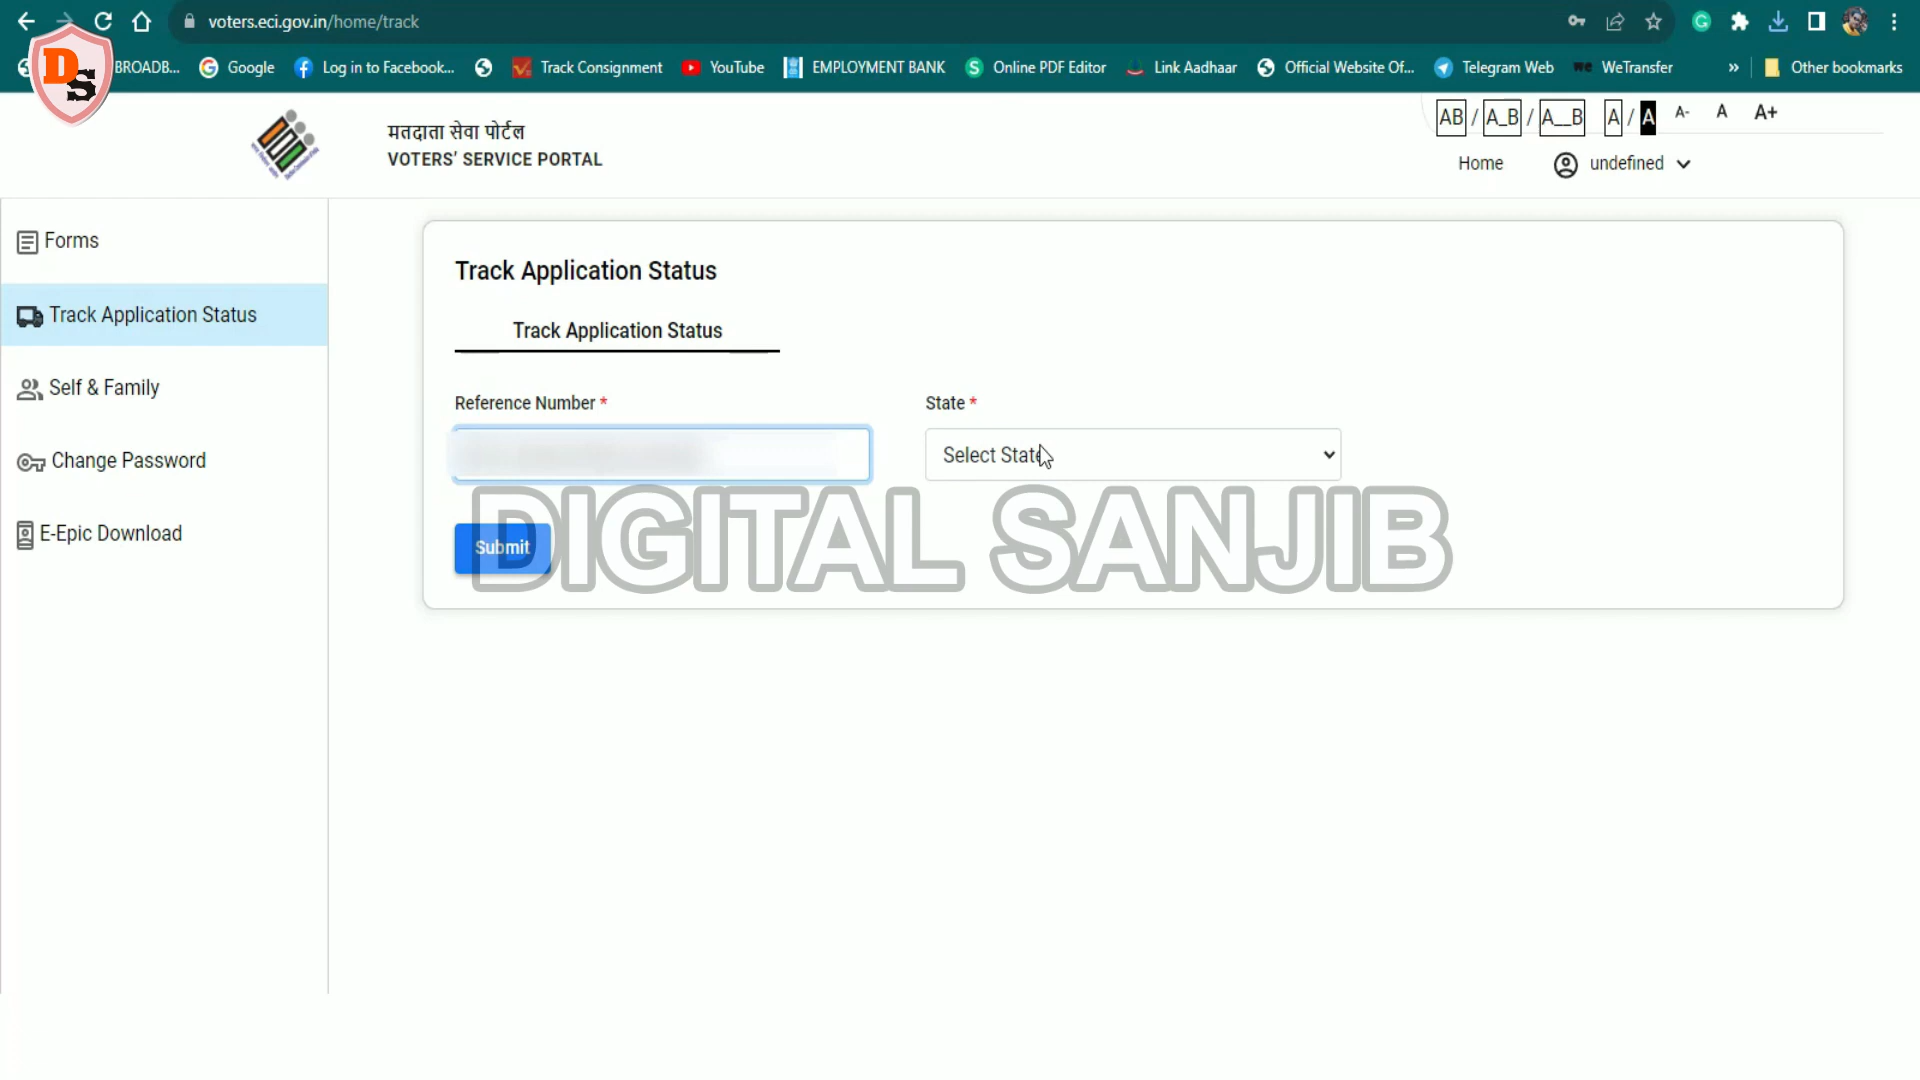 voters.eci.gov.in/home/track
BROADB... Google Log in to Facebook... Track Consignment YouTube EMPLOYMENT BANK Online PDF Editor Link Aadhaar Official Website Of... Telegram Web WeTransfer » Other bookmarks
DS
मतदाता सेवा पोर्टल
VOTERS' SERVICE PORTAL
AB / A_B / A__B A / A A- A A+
Home undefined
Forms
Track Application Status
Self & Family
Change Password
E-Epic Download
Track Application Status
Track Application Status
Reference Number * State *
Select State
Submit
DIGITAL SANJIB